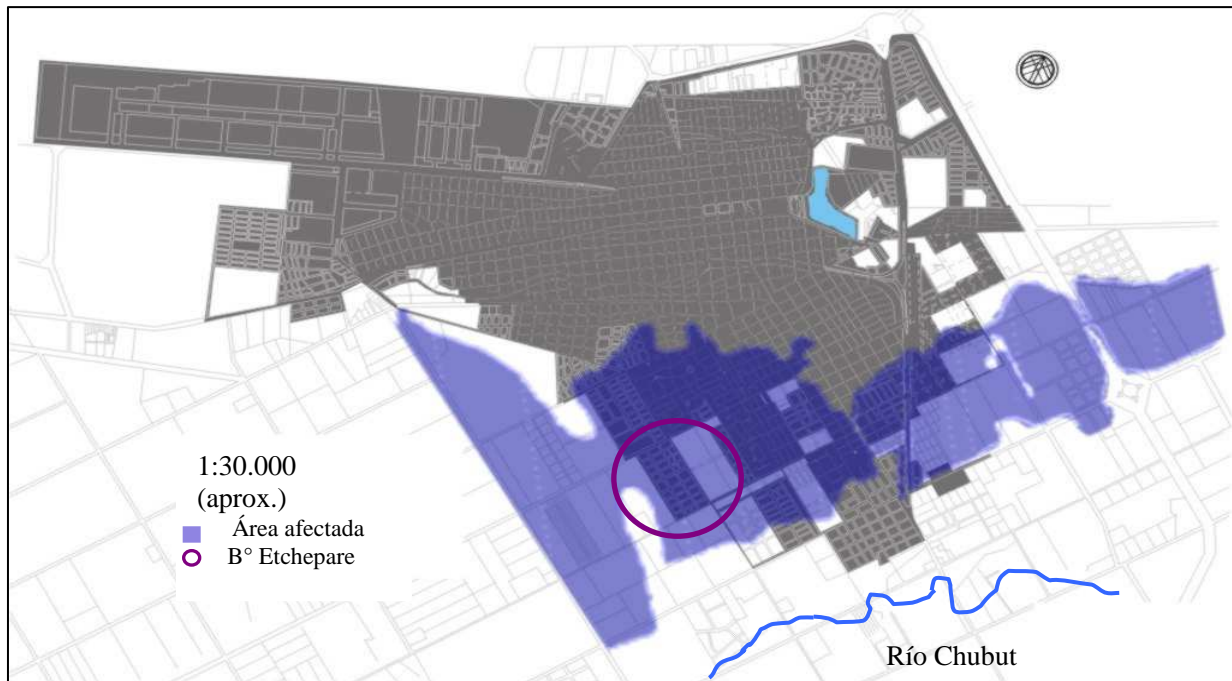 1:30.000
(aprox.)
Área afectada
B° Etchepare
Río Chubut